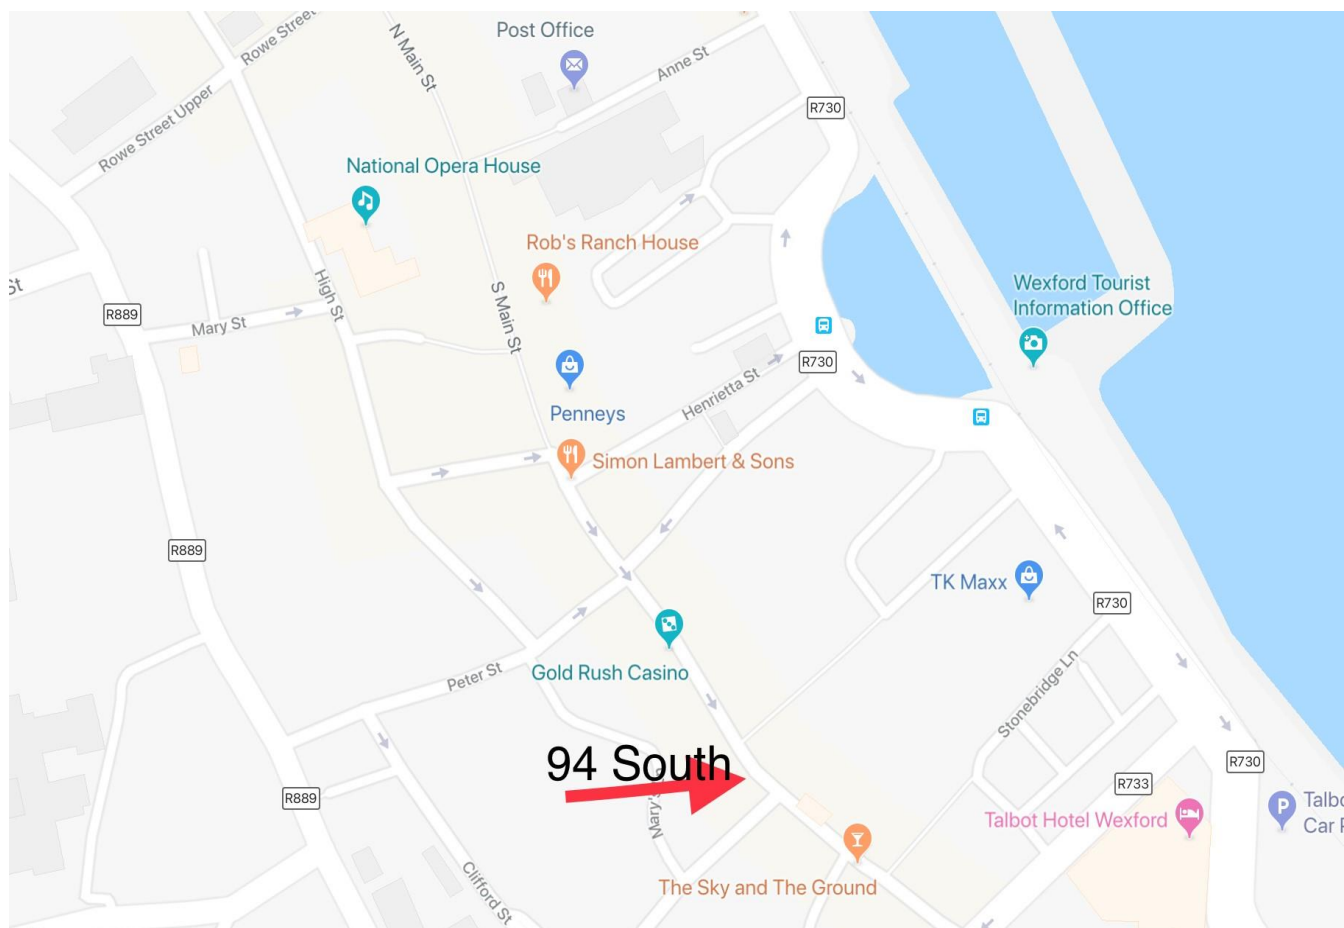 Rowe Street
N Main St
Post Office
Anne St
R730
Rowe Street Upper
National Opera House
Rob's Ranch House
Wexford Tourist
Information Office
St
High St
S Main St
R889
Mary St
R730
Henrietta St
Penneys
Simon Lambert & Sons
R889
TK Maxx
R730
Gold Rush Casino
Peter St
Stonebridge Ln
94 South
R730
R733
R889
Mary's
Talbot Hotel Wexford
Talbo
Car P
Clifford St
The Sky and The Ground